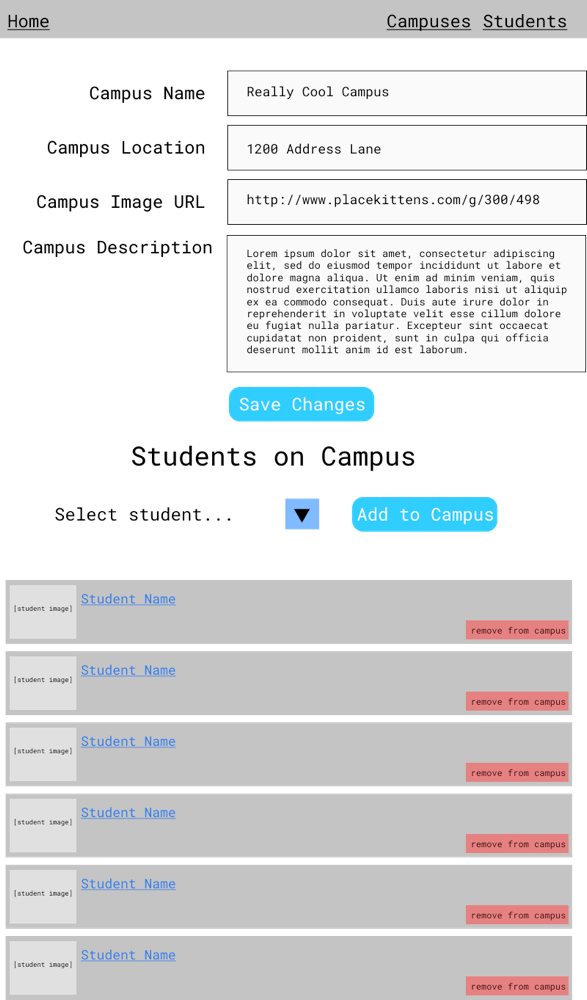 Home Campuses Students
Campus Name Really Cool Campus
Campus Location 1200 Address Lane
Campus Image URL http://www.placekittens.com/g/300/498
Campus Description
Lorem ipsum dolor sit amet, consectetur adipiscing
elit, sed do eiusmod tempor incididunt ut labore et
dolore magna aliqua. Ut enim ad minim veniam, quis
nostrud exercitation ullamco laboris nisi ut aliquip
ex ea commodo consequat. Duis aute irure dolor in
reprehenderit in voluptate velit esse cillum dolore
eu fugiat nulla pariatur. Excepteur sint occaecat
cupidatat non proident, sunt in culpa qui officia
deserunt mollit anim id est laborum.
Save Changes
Students on Campus
Select student... ▼ Add to Campus
[student image] Student Name
remove from campus
[student image] Student Name
remove from campus
[student image] Student Name
remove from campus
[student image] Student Name
remove from campus
[student image] Student Name
remove from campus
[student image] Student Name
remove from campus